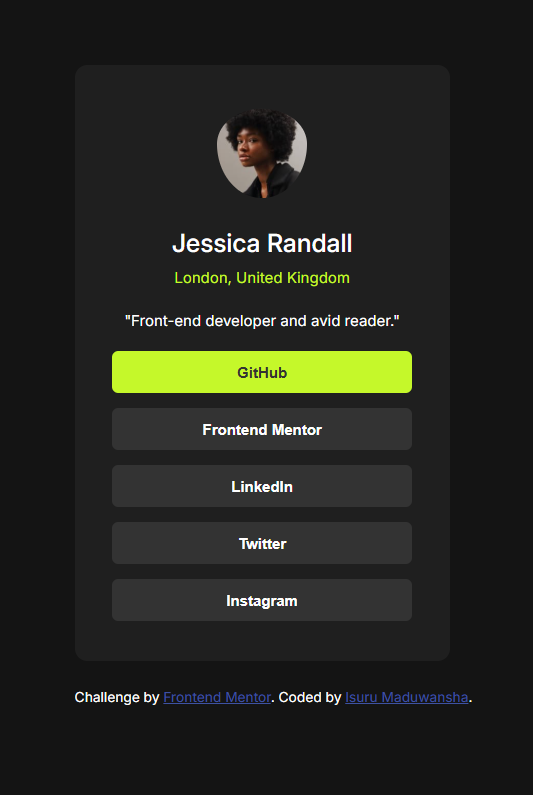 Jessica Randall
London, United Kingdom
"Front-end developer and avid reader."
GitHub
Frontend Mentor
LinkedIn
Twitter
Instagram
Challenge by Frontend Mentor. Coded by Isuru Maduwansha.